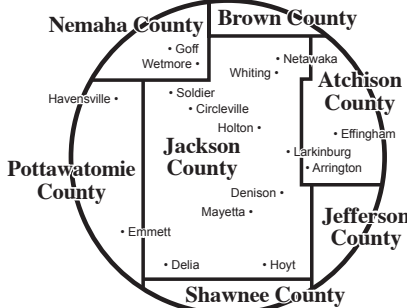 Brown County
Nemaha County
Goff
Wetmore
Netawaka
Whiting
Atchison
County
Havensville
Soldier
Circleville
Holton
Effingham
Jackson
County
Larkinburg
Arrington
Pottawatomie
County
Denison
Mayetta
Jefferson
County
Emmett
Delia
Hoyt
Shawnee County